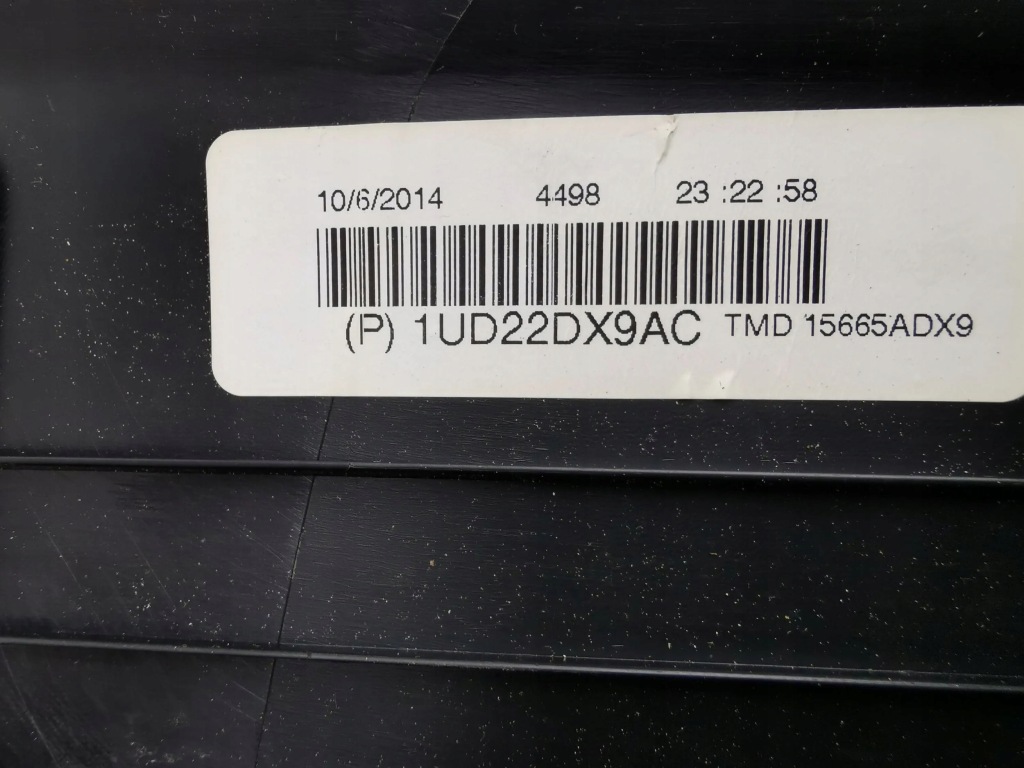 10/6/2014 4498 23 :22 :58
(P) 1UD22DX9AC TMD 15665ADX9